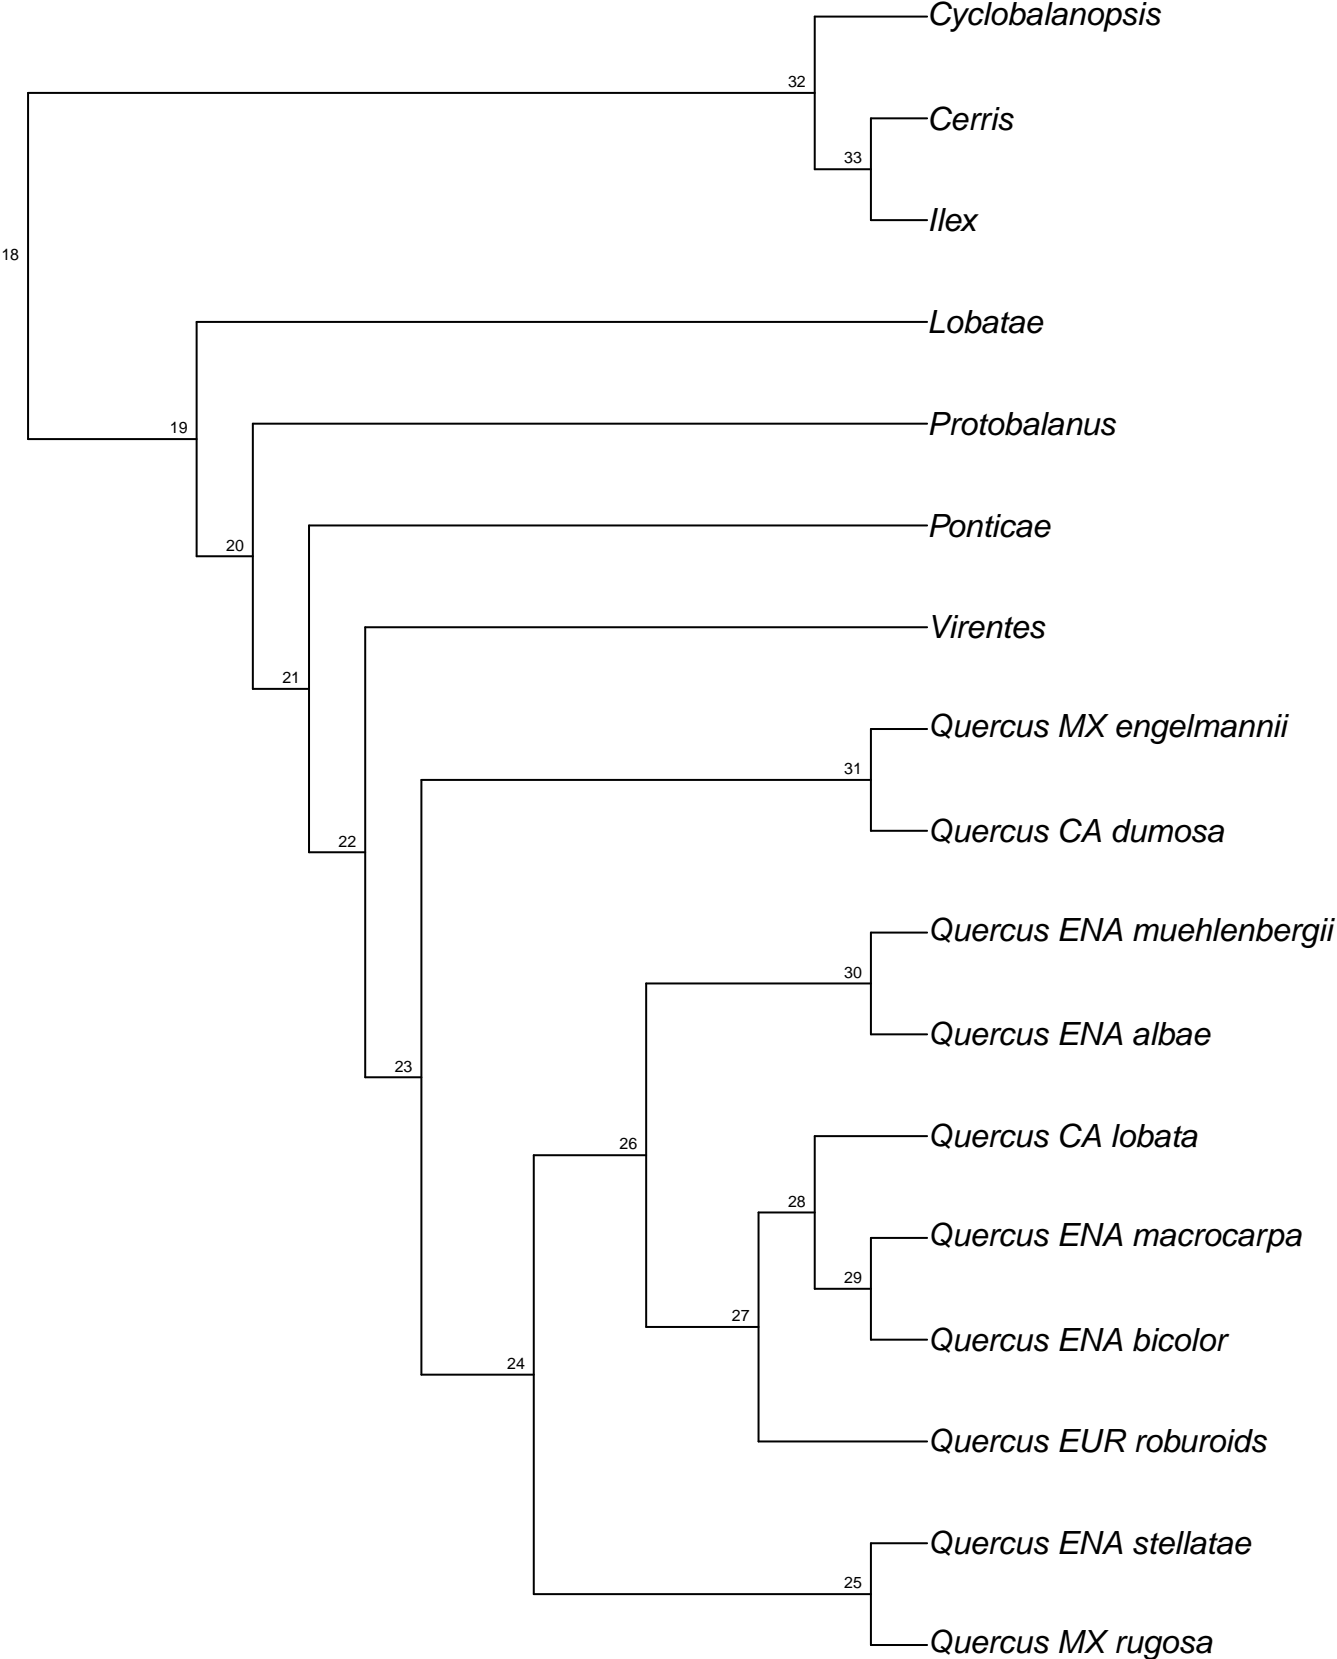 Cyclobalanopsis
32
Cerris
33
Ilex
18
Lobatae
19
Protobalanus
20
Ponticae
21
Virentes
22
Quercus MX engelmannii
31
Quercus CA dumosa
Quercus ENA muehlenbergii
30
Quercus ENA albae
23
Quercus CA lobata
26
28
Quercus ENA macrocarpa
29
27
Quercus ENA bicolor
24
Quercus EUR roburoids
Quercus ENA stellatae
25
Quercus MX rugosa